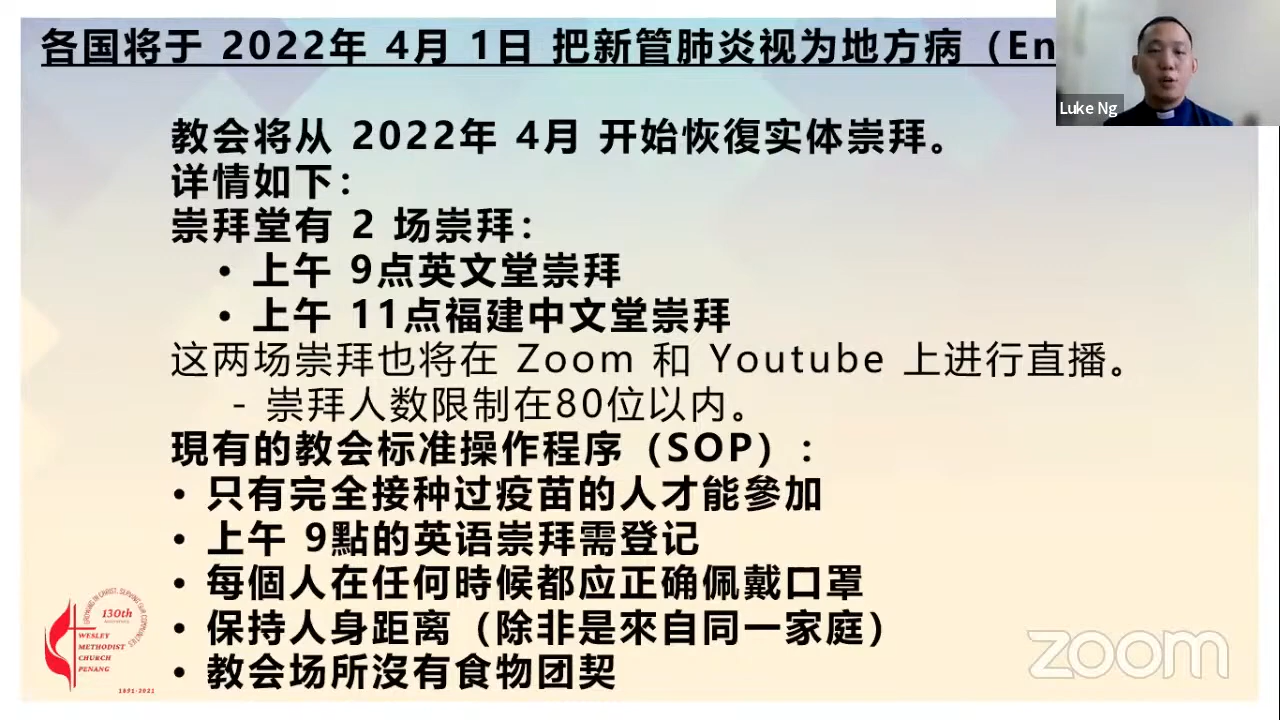 各国将于 2022年 4月 1日 把新管肺炎视为地方病（En
Luke Ng
教会将从 2022年 4月 开始恢復实体崇拜。
详情如下：
崇拜堂有 2 场崇拜：
• 上午 9点英文堂崇拜
• 上午 11点福建中文堂崇拜
这两场崇拜也将在 Zoom 和 Youtube 上进行直播。
- 崇拜人数限制在80位以内。
現有的教会标准操作程序（SOP）：
• 只有完全接种过疫苗的人才能參加
• 上午 9點的英语崇拜需登记
• 每個人在任何時候都应正确佩戴口罩
• 保持人身距离（除非是來自同一家庭）
• 教会场所沒有食物团契
130th
WESLEY
METHODIST
CHURCH
PENANG
1891-2021
zoom